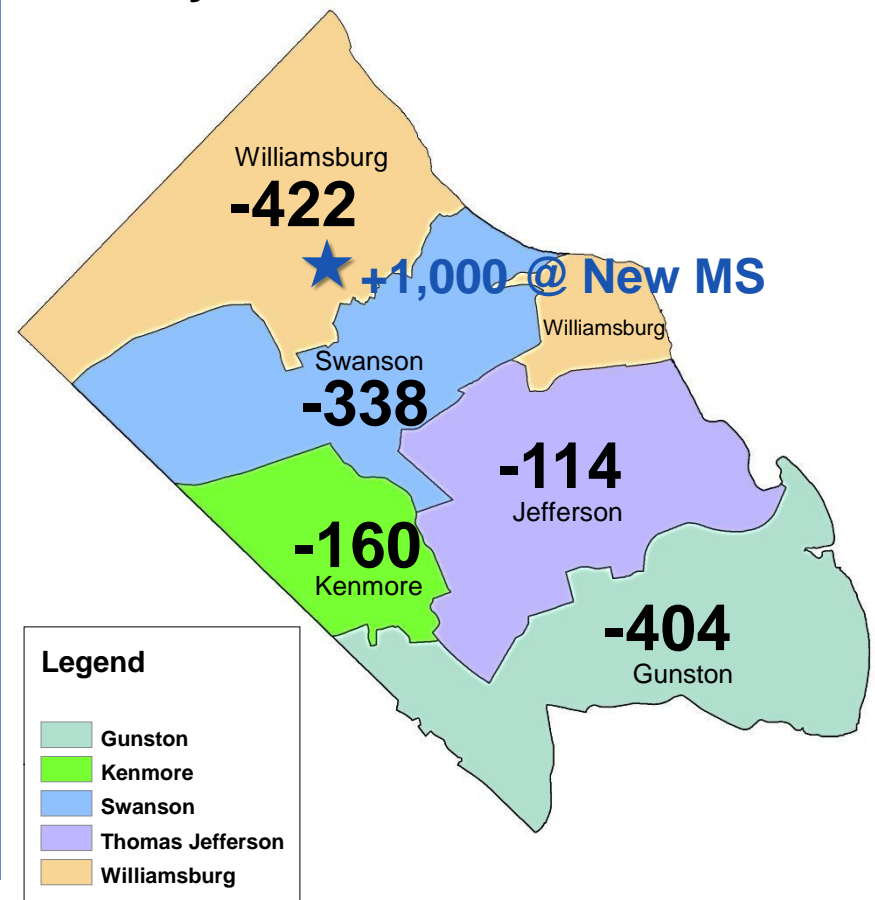 Williamsburg
-422
+1,000 @ New MS
Williamsburg
Swanson
-338
-114
Jefferson
-160
Kenmore
-404
Gunston
Legend
Gunston
Kenmore
Swanson
Thomas Jefferson
Williamsburg